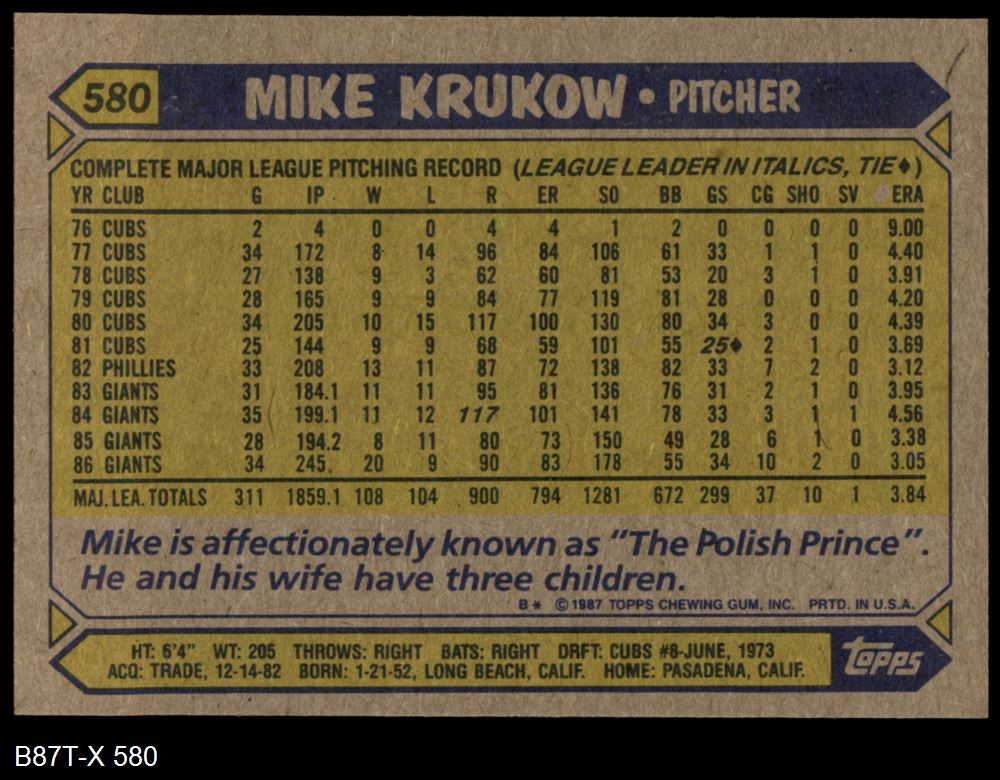 580 MIKE KRUKOW • PITCHER
COMPLETE MAJOR LEAGUE PITCHING RECORD (LEAGUE LEADER IN ITALICS, TIE♦)
YR CLUB G IP W L R ER SO BB GS CG SHO SV ERA
76 CUBS 2 4 0 0 4 4 1 2 0 0 0 0 9.00
77 CUBS 34 172 8 14 96 84 106 61 33 1 1 0 4.40
78 CUBS 27 138 9 3 62 60 81 53 20 3 1 0 3.91
79 CUBS 28 165 9 9 84 77 119 81 28 0 0 0 4.20
80 CUBS 34 205 10 15 117 100 130 80 34 3 0 0 4.39
81 CUBS 25 144 9 9 68 59 101 55 25♦ 2 1 0 3.69
82 PHILLIES 33 208 13 11 87 72 138 82 33 7 2 0 3.12
83 GIANTS 31 184.1 11 11 95 81 136 76 31 2 1 0 3.95
84 GIANTS 35 199.1 11 12 117 101 141 78 33 3 1 1 4.56
85 GIANTS 28 194.2 8 11 80 73 150 49 28 6 1 0 3.38
86 GIANTS 34 245. 20 9 90 83 178 55 34 10 2 0 3.05
MAJ. LEA. TOTALS 311 1859.1 108 104 900 794 1281 672 299 37 10 1 3.84
Mike is affectionately known as "The Polish Prince".
He and his wife have three children.
B* ©1987 TOPPS CHEWING GUM, INC. PRTD. IN U.S.A.
HT: 6'4" WT: 205 THROWS: RIGHT BATS: RIGHT DRFT: CUBS #8-JUNE, 1973
ACQ: TRADE, 12-14-82 BORN: 1-21-52, LONG BEACH, CALIF. HOME: PASADENA, CALIF.
TOPPS
B87T-X 580